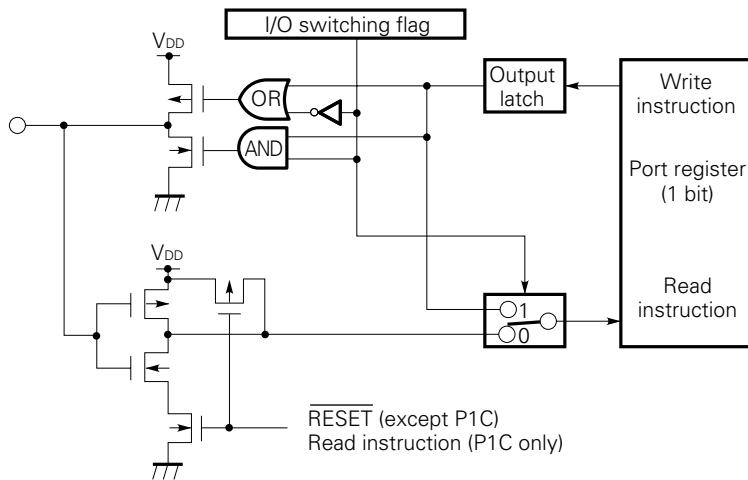 I/O switching flag
VDD
OR
AND
Output
latch
Write
instruction
Port register
(1 bit)
Read
instruction
VDD
1
0
RESET (except P1C)
Read instruction (P1C only)